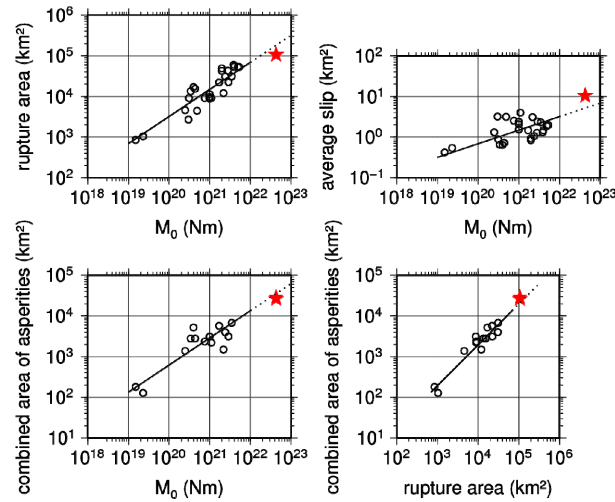 rupture area (km²)
10⁶
10⁵
10⁴
10³
10²
10¹⁸ 10¹⁹ 10²⁰ 10²¹ 10²² 10²³
M₀ (Nm)
average slip (km²)
10²
10¹
10⁰
10⁻¹
10¹⁸ 10¹⁹ 10²⁰ 10²¹ 10²² 10²³
M₀ (Nm)
combined area of asperities (km²)
10⁵
10⁴
10³
10²
10¹
10¹⁸ 10¹⁹ 10²⁰ 10²¹ 10²² 10²³
M₀ (Nm)
combined area of asperities (km²)
10⁵
10⁴
10³
10²
10¹
10² 10³ 10⁴ 10⁵ 10⁶
rupture area (km²)